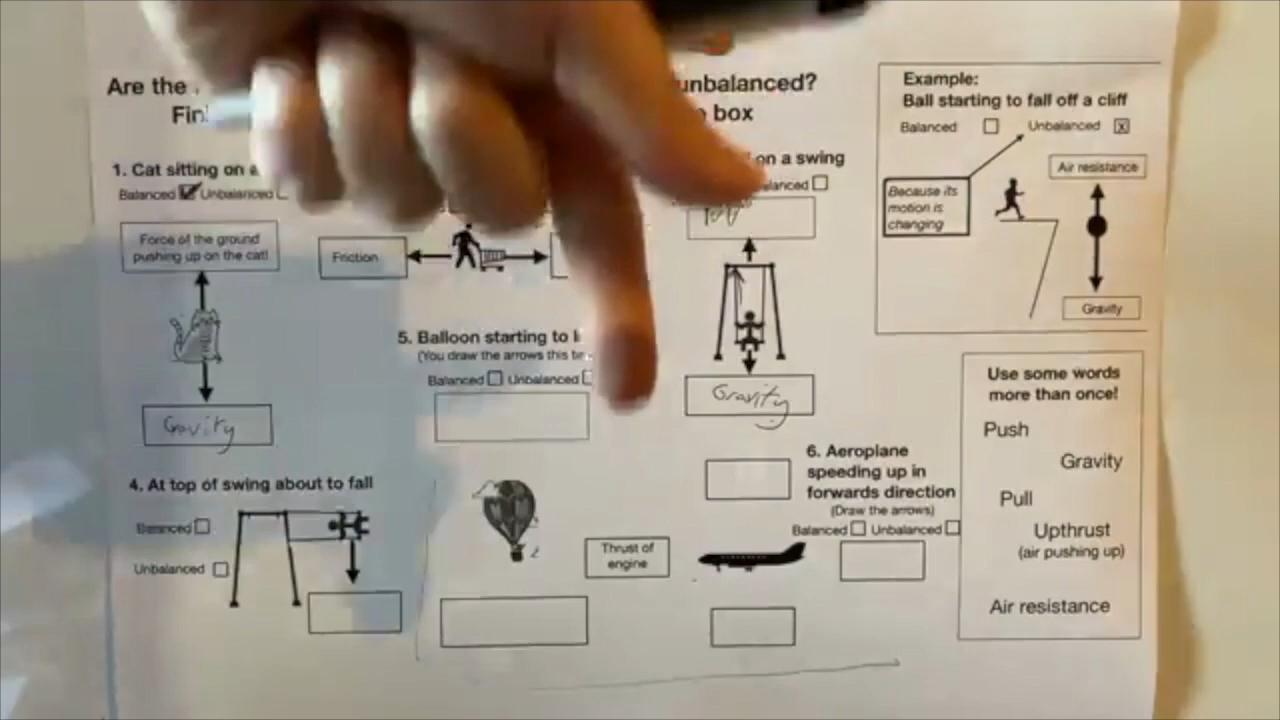 Are the
unbalanced?
Fin
box
1. Cat sitting on a
Balanced Unbalanced
Force of the ground
pushing up on the cat!
Gravity
Friction
on a swing
Gravity
Example:
Ball starting to fall off a cliff
Balanced Unbalanced X
Because its
motion is
changing
Air resistance
Gravity
4. At top of swing about to fall
Balanced
Unbalanced
5. Balloon starting to
(You draw the arrows this
Balanced Unbalanced
6. Aeroplane
speeding up in
forwards direction
(Draw the arrows)
Balanced Unbalanced
Thrust of
engine
Use some words
more than once!
Push
Gravity
Pull
Upthrust
(air pushing up)
Air resistance